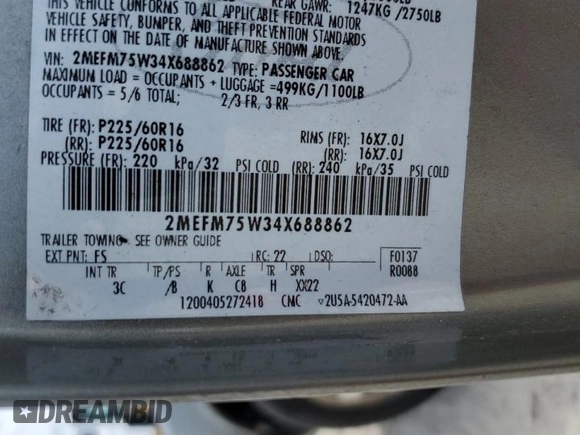 THIS VEHICLE CONFORMS TO ALL APPLICABLE FEDERAL MOTOR
REAR GAWR: 1247KG /2750LB
VEHICLE SAFETY, BUMPER, AND THEFT PREVENTION STANDARDS
IN EFFECT ON THE DATE OF MANUFACTURE SHOWN ABOVE.
VIN: 2MEFM75W34X688862 TYPE: PASSENGER CAR
MAXIMUM LOAD = OCCUPANTS + LUGGAGE =499KG/1100LB
OCCUPANTS = 5/6 TOTAL; 2/3 FR, 3 RR
TIRE (FR): P225/60R16 RIMS (FR): 16X7.0J
(RR): P225/60R16 (RR): 16X7.0J
PRESSURE (FR): 220 kPa/32 PSI COLD (RR): 240 kPa/35 PSI COLD
2MEFM75W34X688862
TRAILER TOWING- SEE OWNER GUIDE
EXT PNT: FS RC: 22 DSO: F0137
R0088
INT TR TP/PS R AXLE TR SPR
3C /B K CB H XX22
1200405272418 CNC 2U5A-5420472-AA
DREAMBID